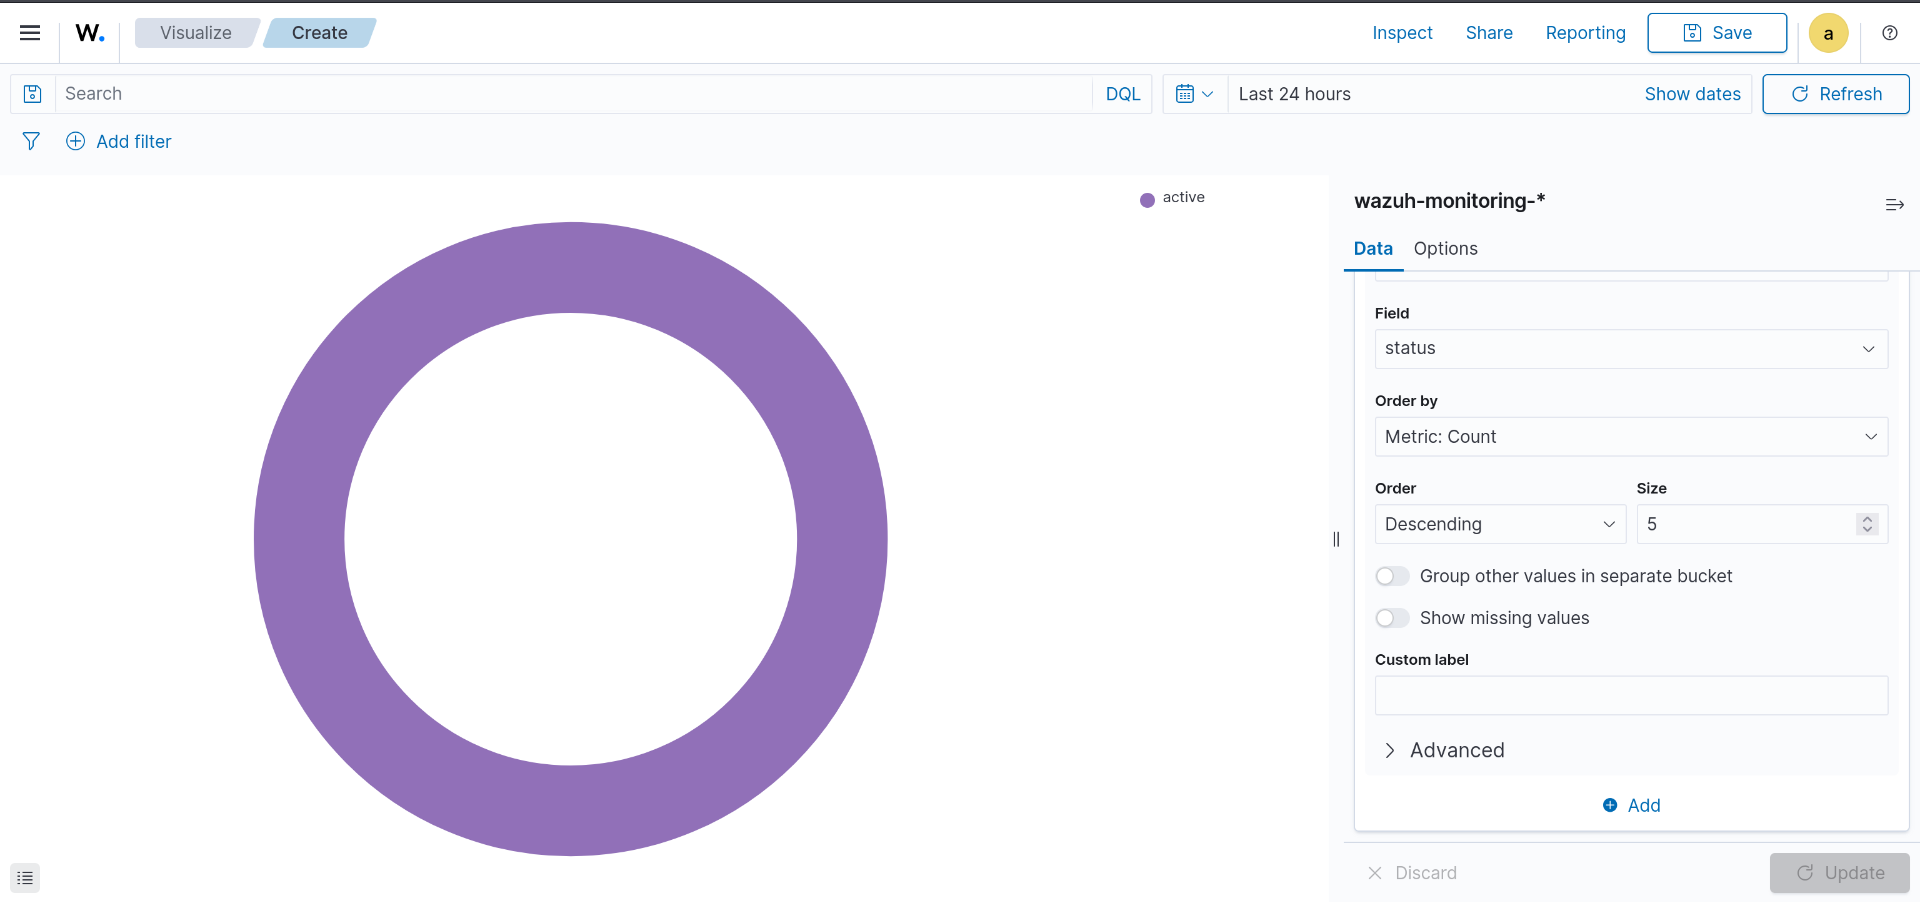 W.
Visualize
Create
Inspect
Share
Reporting
Save
a
Search
DQL
Last 24 hours
Show dates
Refresh
Add filter
active
wazuh-monitoring-*
Data
Options
Field
status
Order by
Metric: Count
Order
Size
Descending
5
Group other values in separate bucket
Show missing values
Custom label
Advanced
Add
Discard
Update